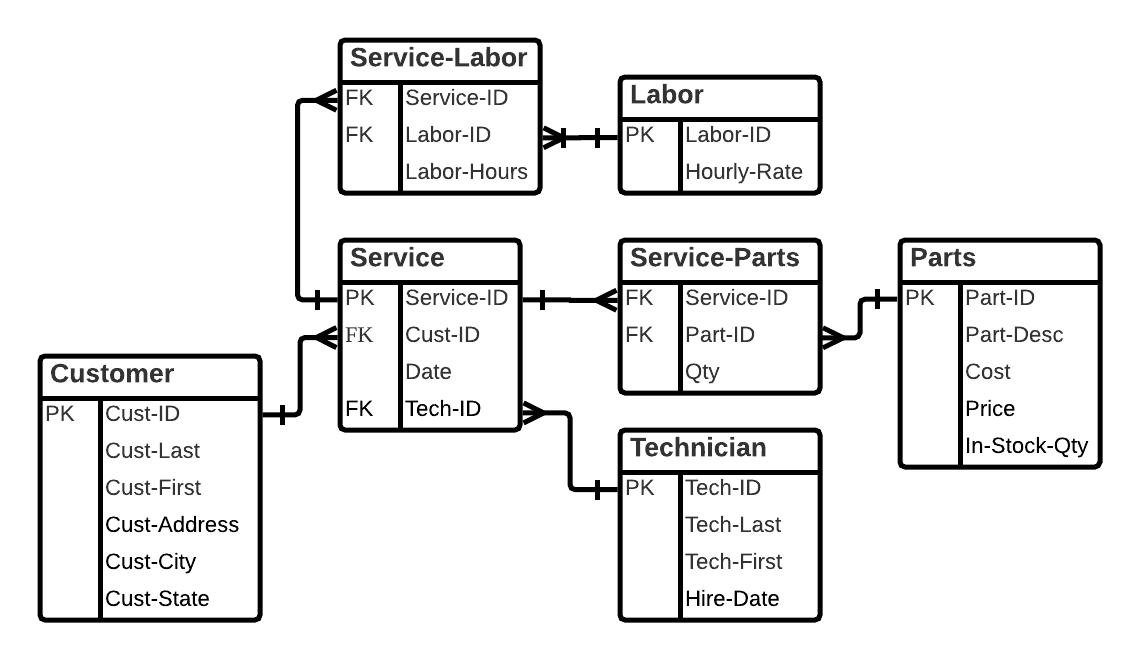 Service-Labor
FK Service-ID
FK Labor-ID
Labor-Hours
Labor
PK Labor-ID
Hourly-Rate
Service
PK Service-ID
FK Cust-ID
Date
FK Tech-ID
Service-Parts
FK Service-ID
FK Part-ID
Qty
Parts
PK Part-ID
Part-Desc
Cost
Price
In-Stock-Qty
Customer
PK Cust-ID
Cust-Last
Cust-First
Cust-Address
Cust-City
Cust-State
Technician
PK Tech-ID
Tech-Last
Tech-First
Hire-Date